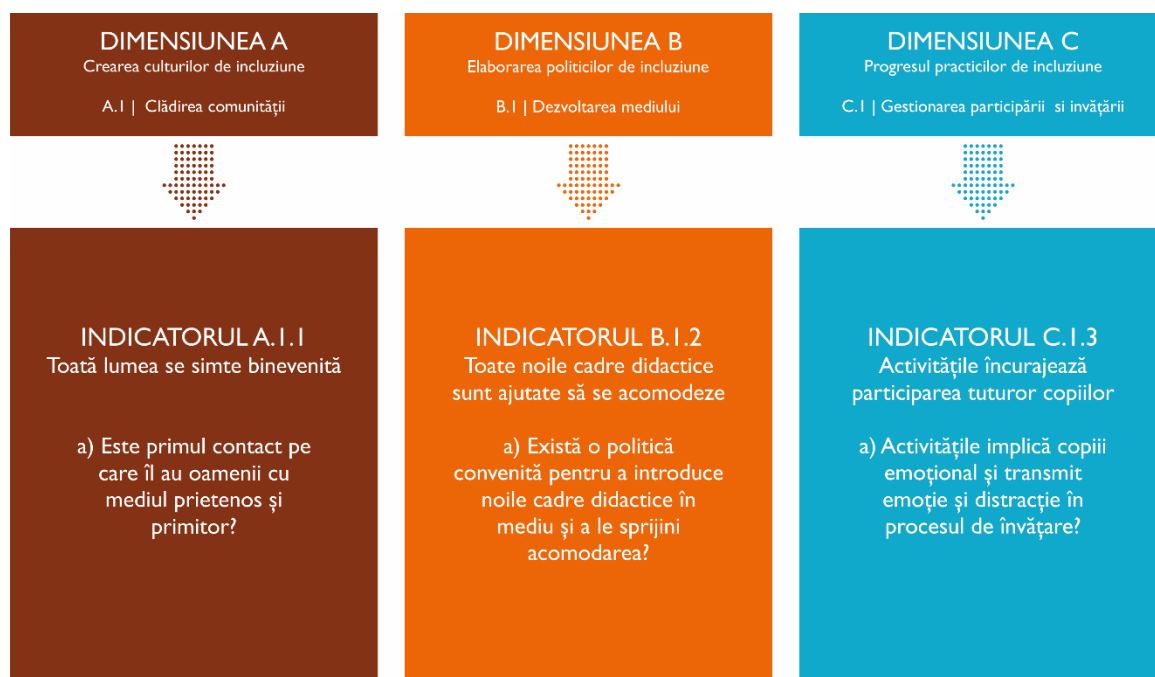 DIMENSIUNEA A
Crearea culturilor de incluziune
A.1 | Clădirea comunității
DIMENSIUNEA B
Elaborarea politicilor de incluziune
B.1 | Dezvoltarea mediului
DIMENSIUNEA C
Progresul practicilor de incluziune
C.1 | Gestionarea participării si invățării
INDICATORUL A.1.1
Toată lumea se simte binevenită
a) Este primul contact pe
care îl au oamenii cu
mediul prietenos și
primitor?
INDICATORUL B.1.2
Toate noile cadre didactice
sunt ajutate să se acomodeze
a) Există o politică
convenită pentru a introduce
noile cadre didactice în
mediu și a le sprijini
acomodarea?
INDICATORUL C.1.3
Activitățile încurajează
participarea tuturor copiilor
a) Activitățile implică copiii
emoțional și transmit
emoție și distracție în
procesul de învățare?